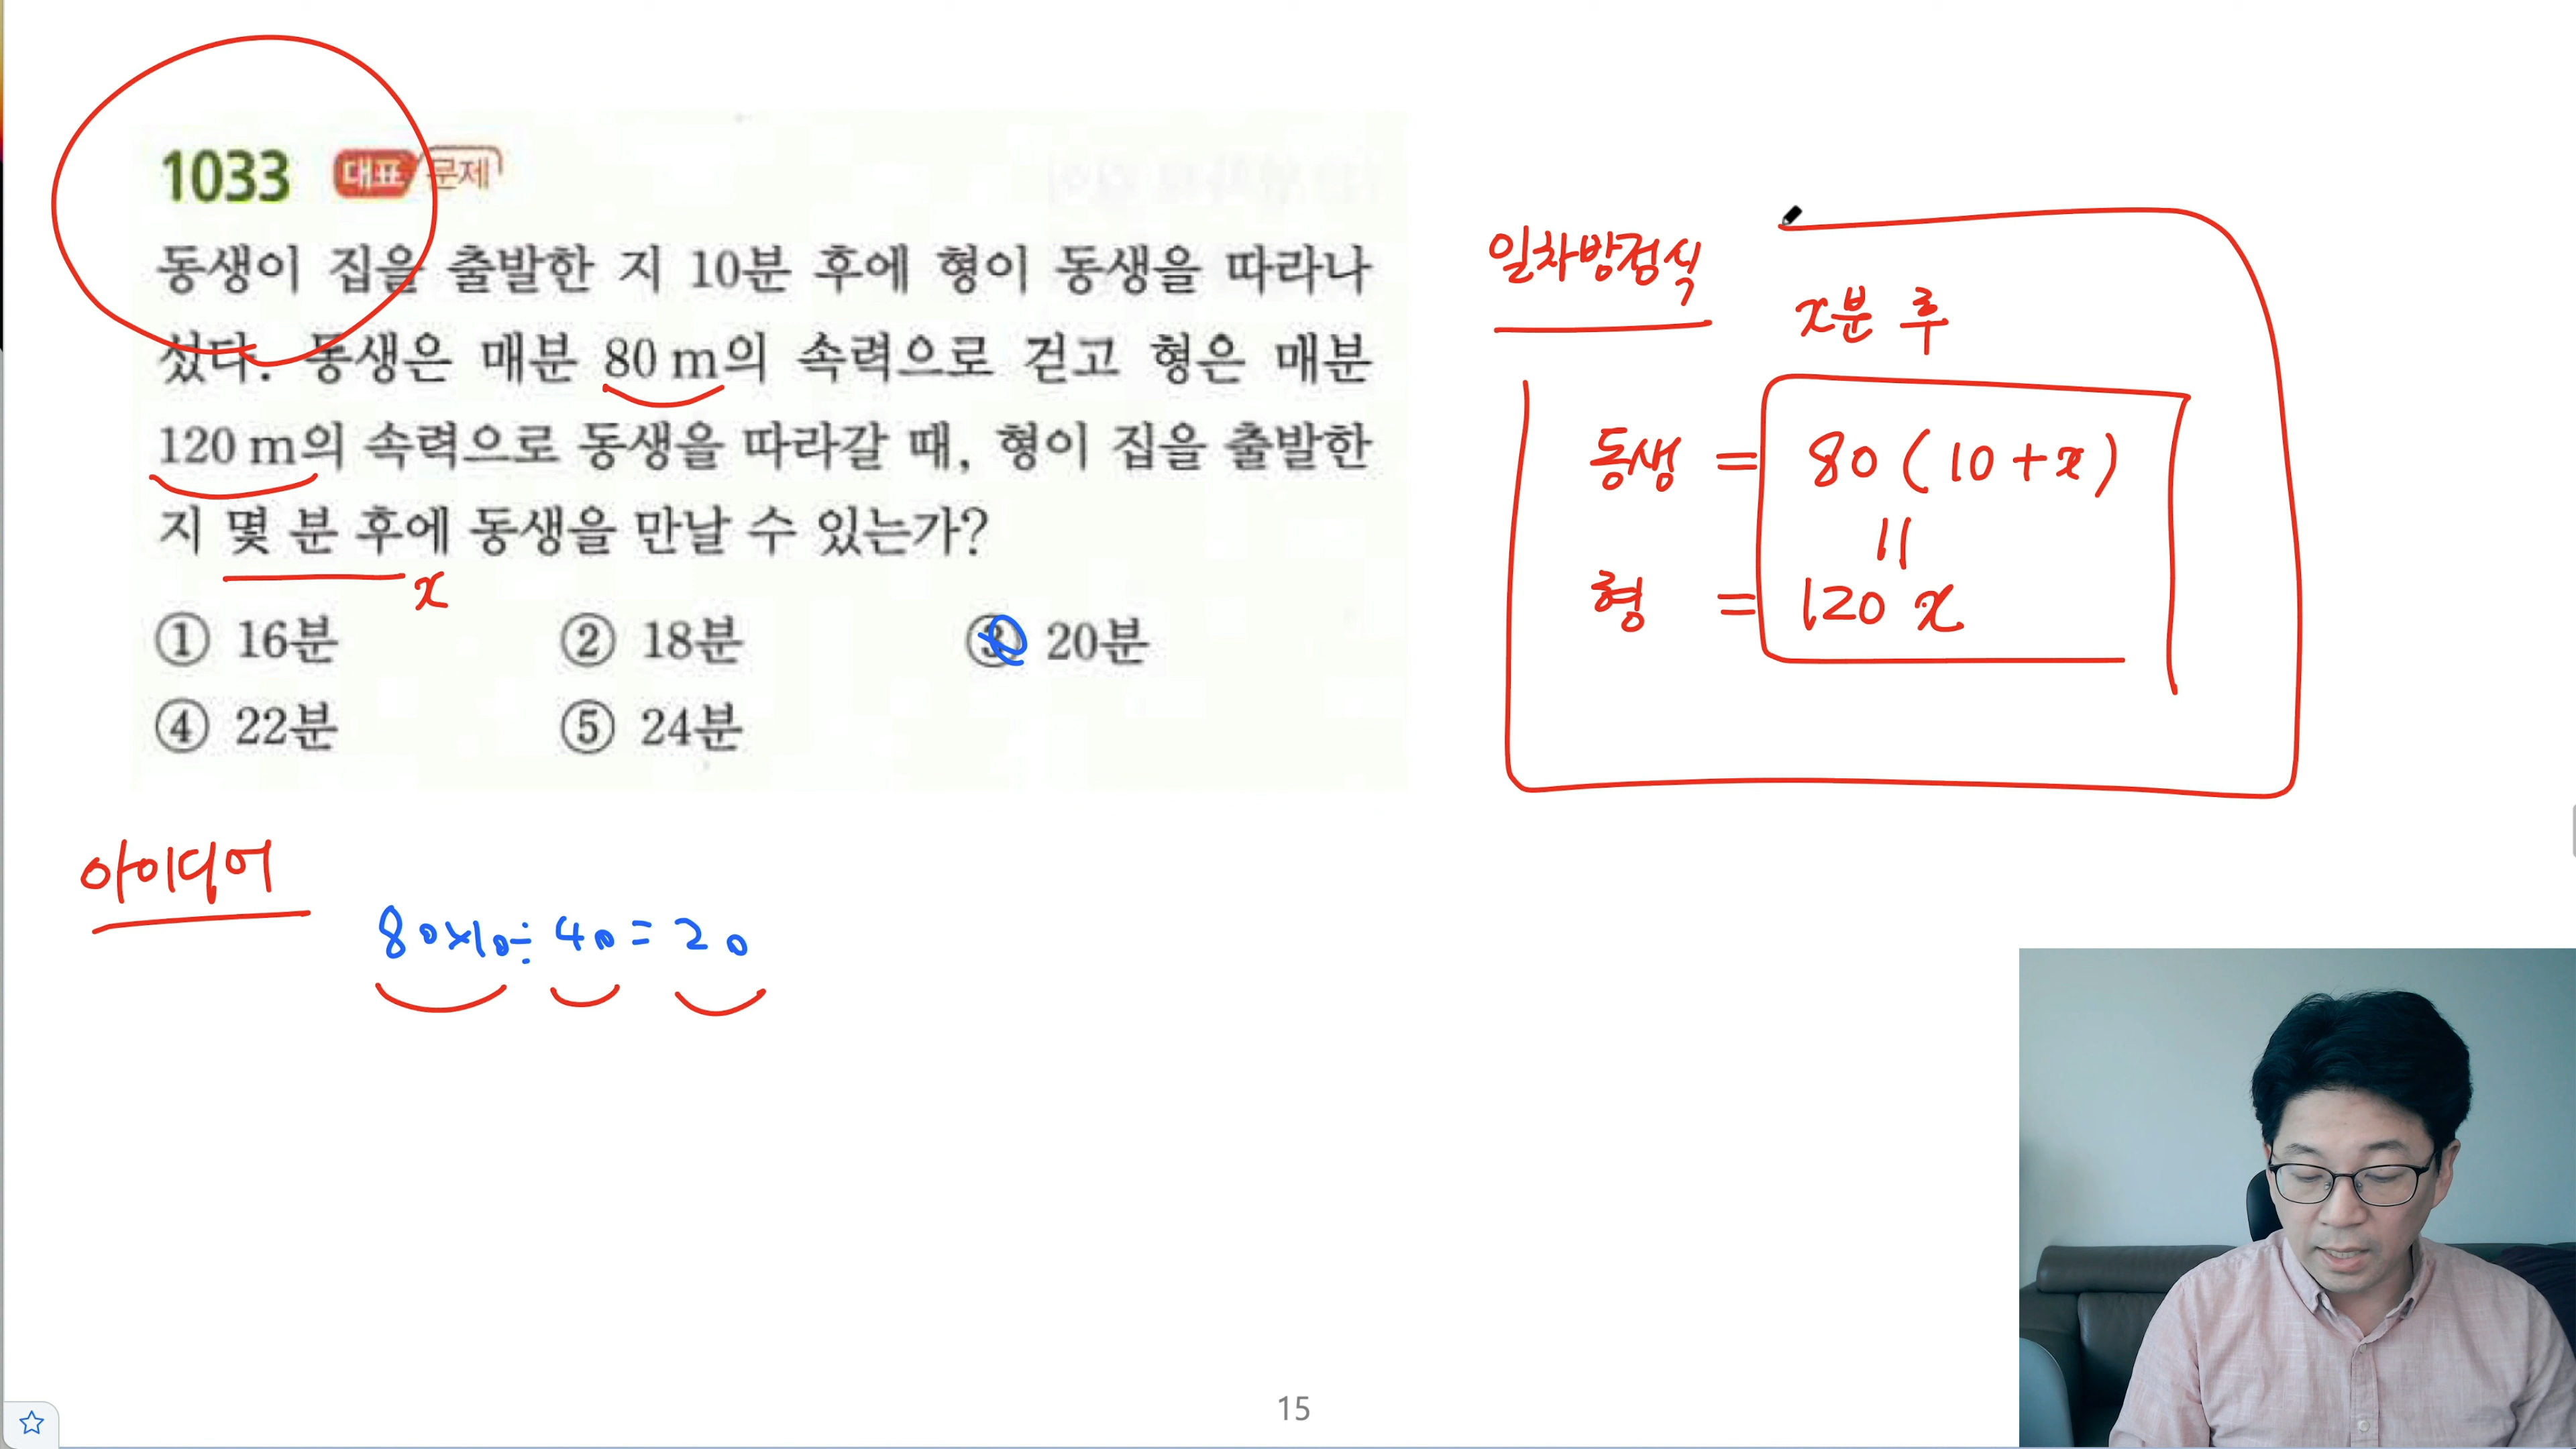 1033 대표 문제
동생이 집을 출발한 지 10분 후에 형이 동생을 따라나
섰다. 동생은 매분 80 m의 속력으로 걷고 형은 매분
120 m의 속력으로 동생을 따라갈 때, 형이 집을 출발한
지 몇 분 후에 동생을 만날 수 있는가?
x
① 16분 ② 18분 ③ 20분
④ 22분 ⑤ 24분
일차방정식
x분 후
동생 = 80 ( 10 + x )
||
형 = 120 x
아이디어
80×10÷ 40 = 20
15